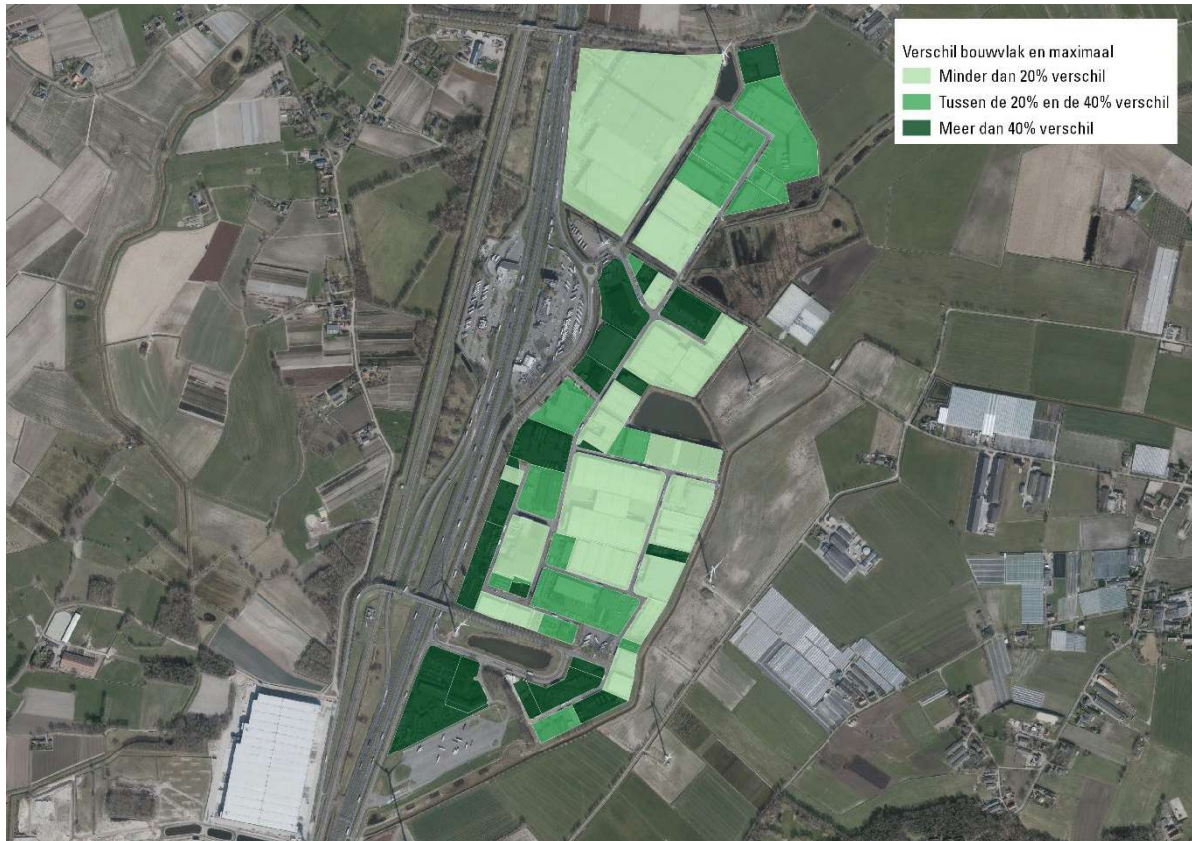 Verschil bouwvlak en maximaal
Minder dan 20% verschil
Tussen de 20% en de 40% verschil
Meer dan 40% verschil